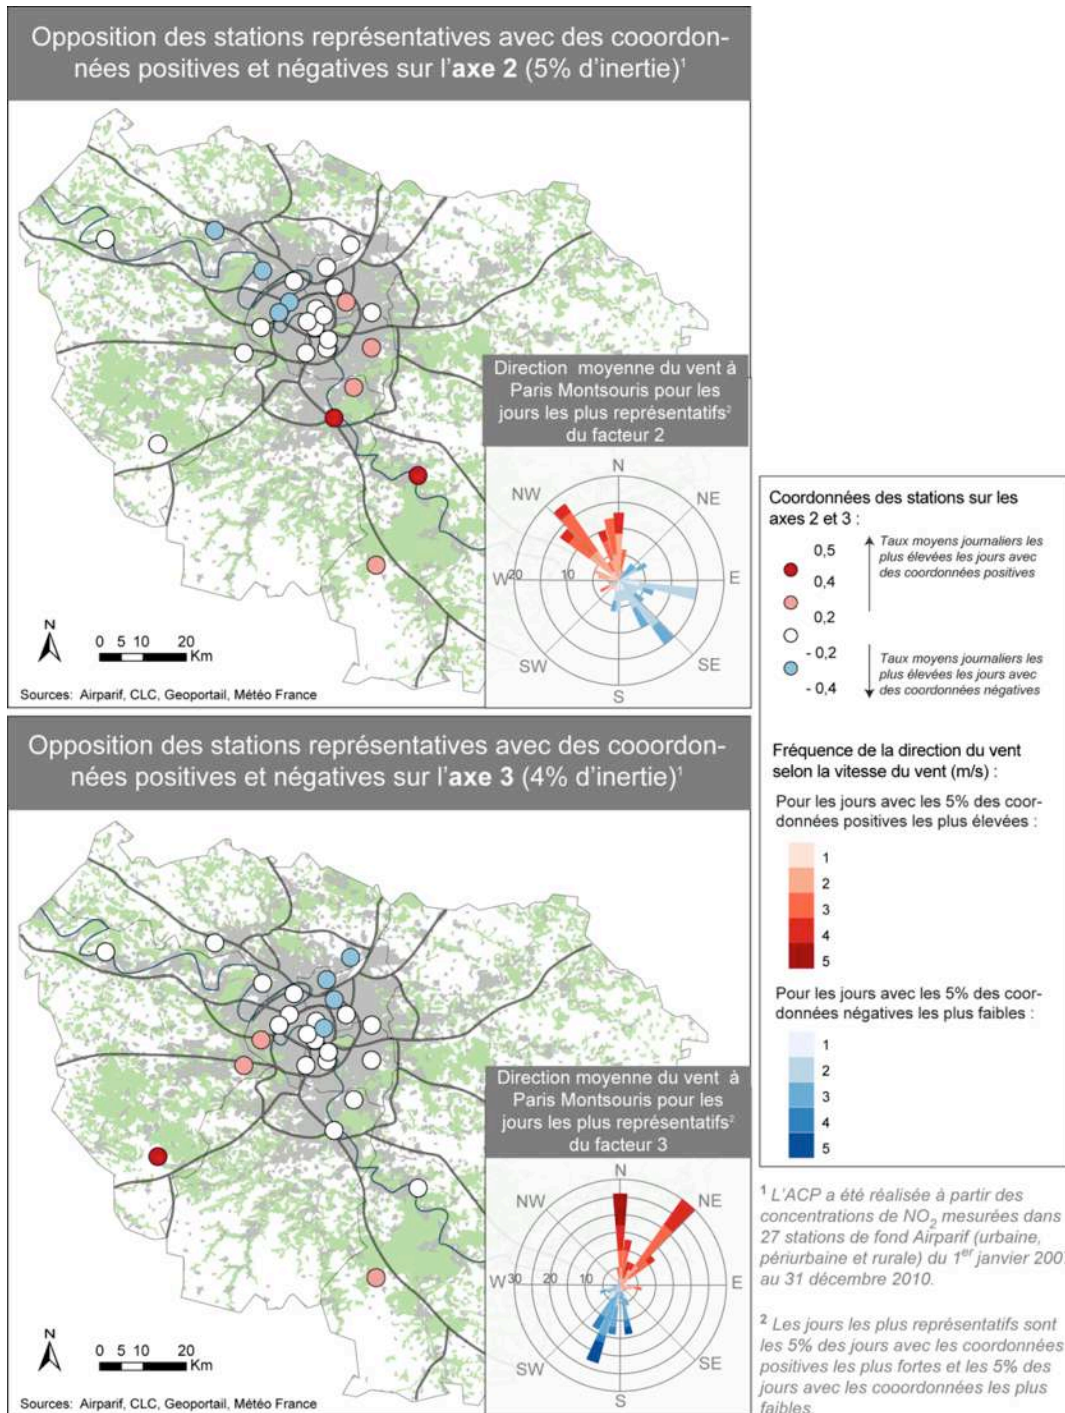 Opposition des stations représentatives avec des cooordon-
nées positives et négatives sur l'axe 2 (5% d'inertie)¹
Direction moyenne du vent à
Paris Montsouris pour les
jours les plus représentatifs²
du facteur 2
N
NW
NE
W
20
10
E
SW
SE
S
N
0 5 10 20
Km
Sources: Airparif, CLC, Geoportail, Météo France
Opposition des stations représentatives avec des cooordon-
nées positives et négatives sur l'axe 3 (4% d'inertie)¹
Direction moyenne du vent à
Paris Montsouris pour les
jours les plus représentatifs²
du facteur 3
N
NW
NE
W
30
20
10
E
SW
SE
S
N
0 5 10 20
Km
Sources: Airparif, CLC, Geoportail, Météo France
Coordonnées des stations sur les
axes 2 et 3 :
0,5
0,4
0,2
- 0,2
- 0,4
Taux moyens journaliers les
plus élevées les jours avec
des coordonnées positives
Taux moyens journaliers les
plus élevées les jours avec
des coordonnées négatives
Fréquence de la direction du vent
selon la vitesse du vent (m/s) :
Pour les jours avec les 5% des coor-
données positives les plus élevées :
1
2
3
4
5
Pour les jours avec les 5% des coor-
données négatives les plus faibles :
1
2
3
4
5
¹ L'ACP a été réalisée à partir des
concentrations de NO₂ mesurées dans
27 stations de fond Airparif (urbaine,
périurbaine et rurale) du 1er janvier 2007
au 31 décembre 2010.
² Les jours les plus représentatifs sont
les 5% des jours avec les coordonnées
positives les plus fortes et les 5% des
jours avec les cooordonnées les plus
faibles.